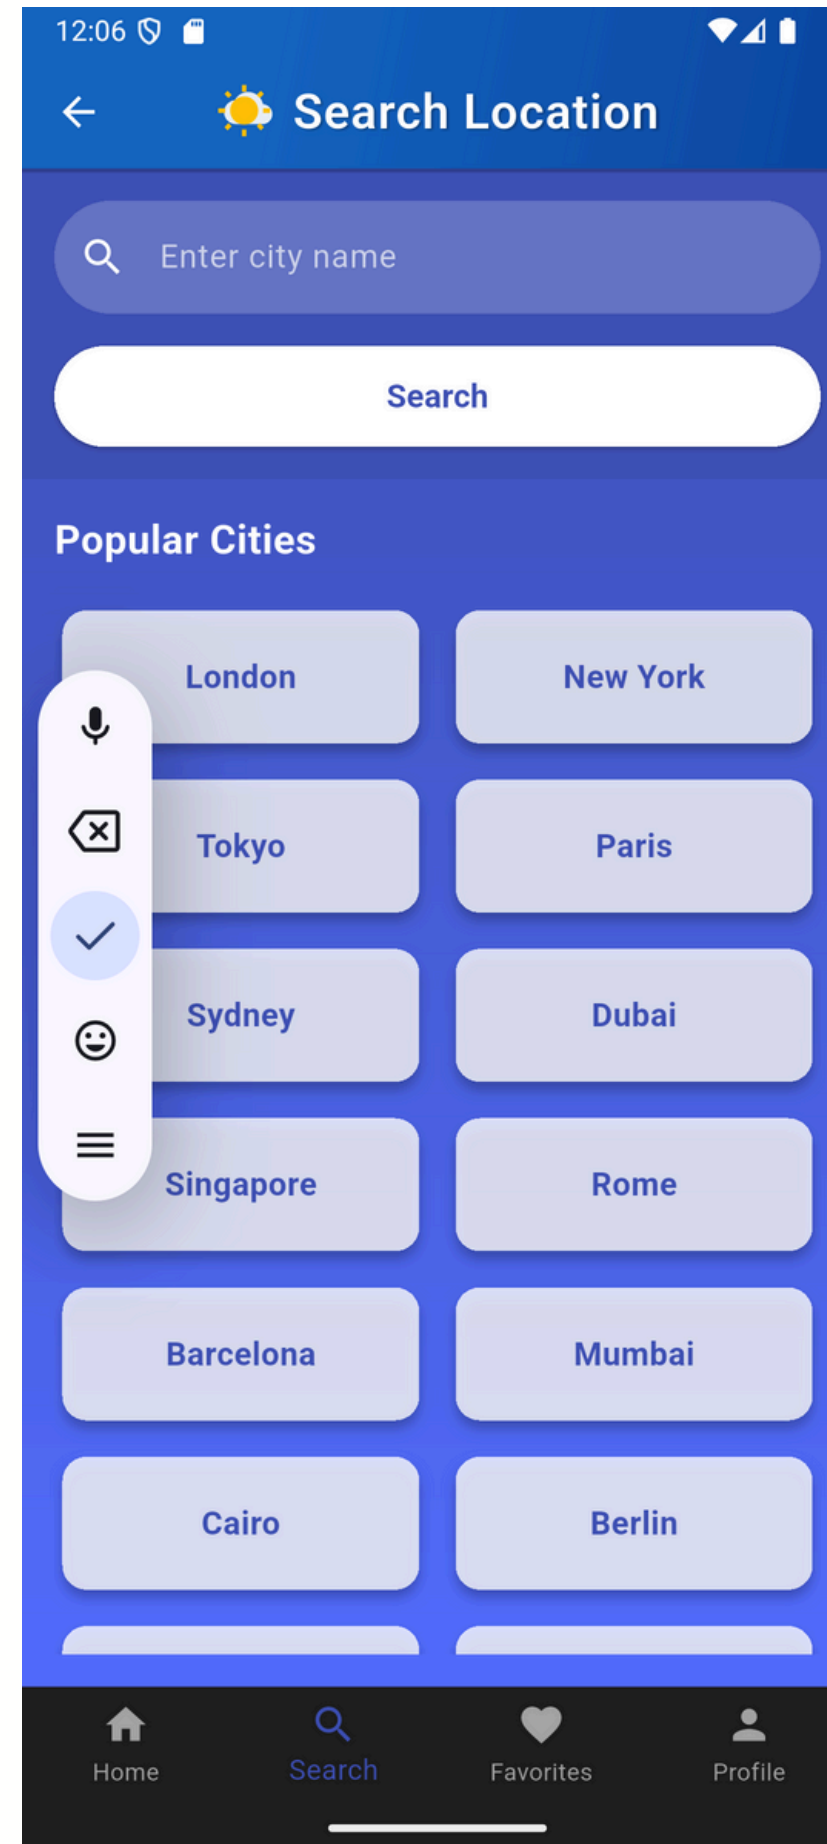 12:06
Search Location
Enter city name
Search
Popular Cities
London New York
Tokyo Paris
Sydney Dubai
Singapore Rome
Barcelona Mumbai
Cairo Berlin
Home Search Favorites Profile